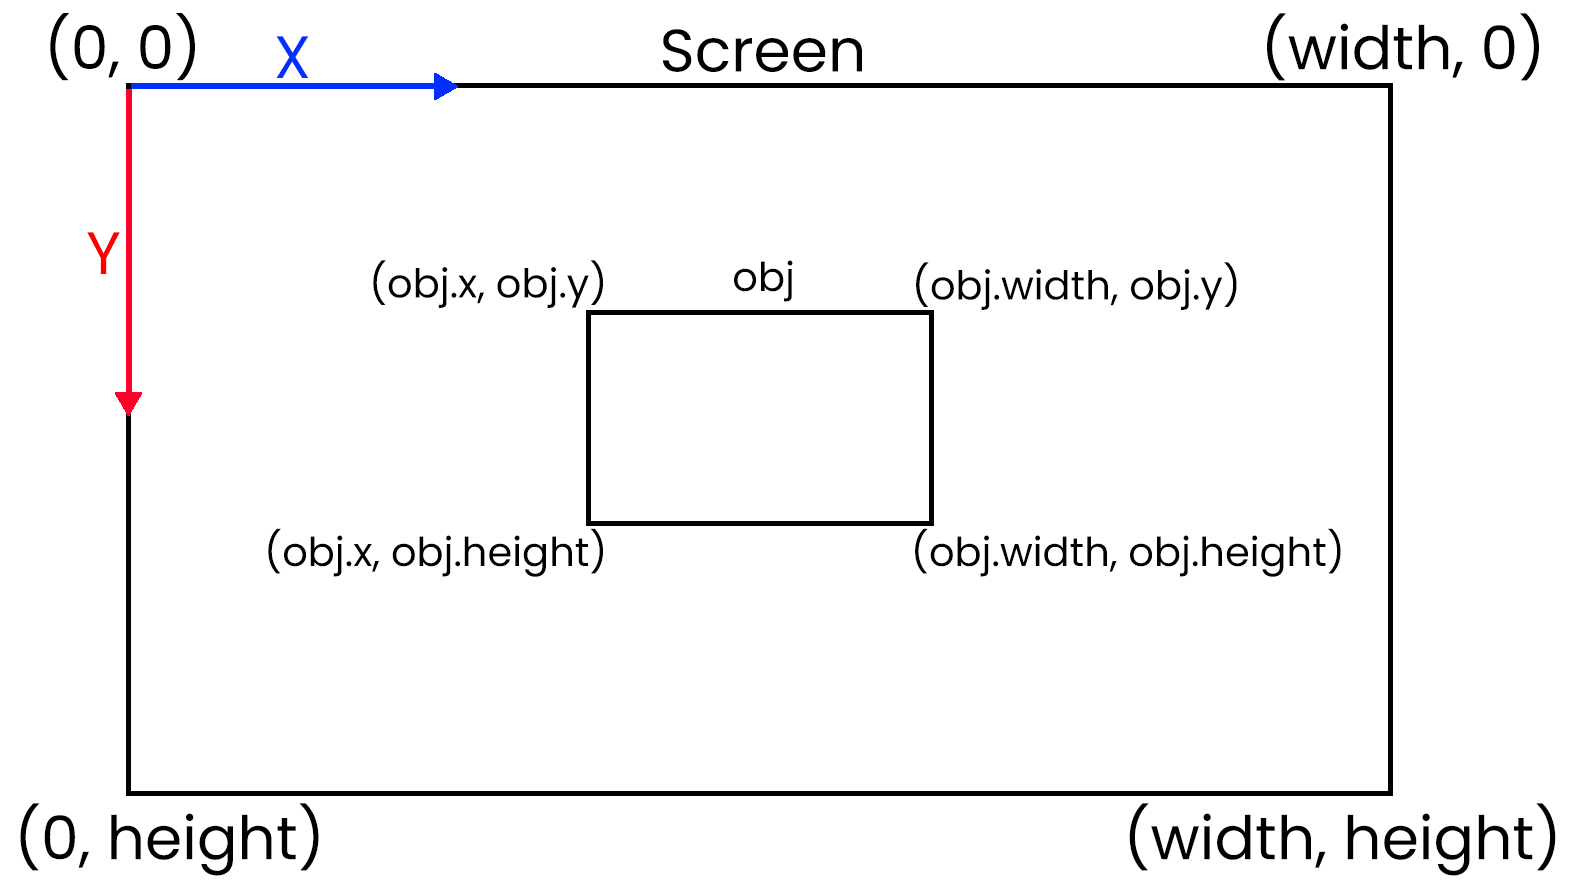 (0, 0)
X
Screen
(width, 0)
Y
(obj.x, obj.y)
obj
(obj.width, obj.y)
(obj.x, obj.height)
(obj.width, obj.height)
(0, height)
(width, height)